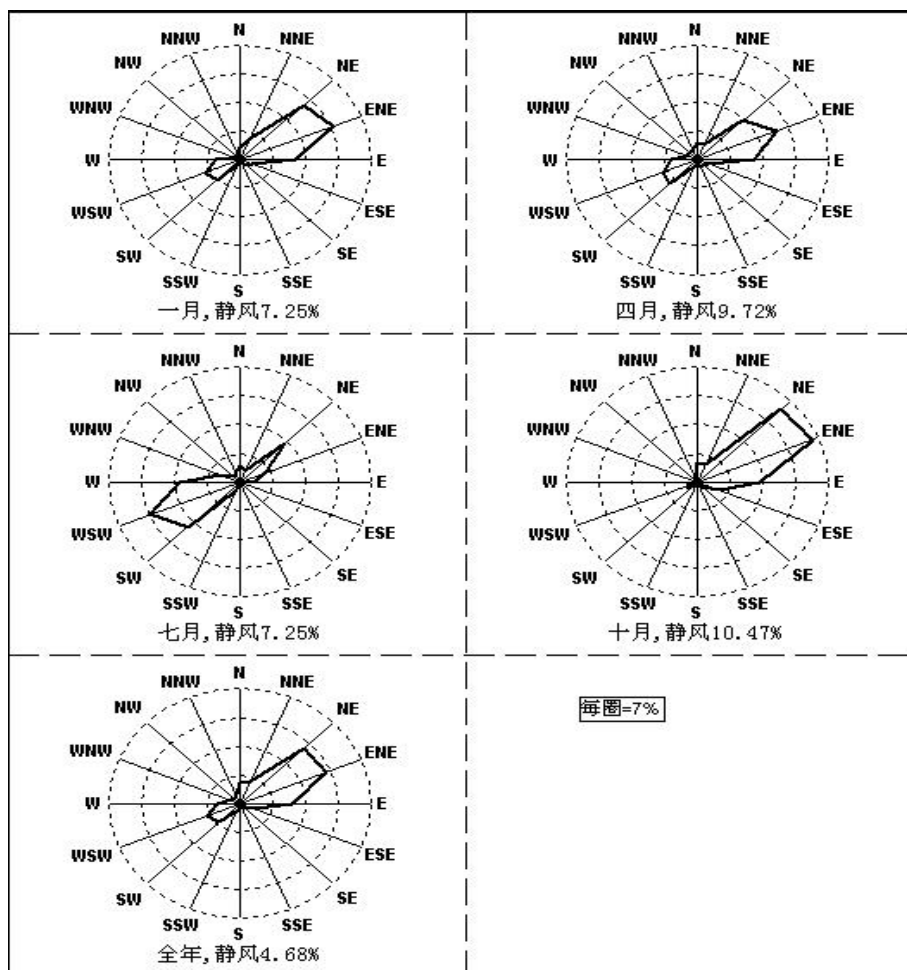 N
NNW NNE
NW NE
WNW ENE
W E
WSW ESE
SW SE
SSW SSE
S
一月,静风7.25%
N
NNW NNE
NW NE
WNW ENE
W E
WSW ESE
SW SE
SSW SSE
S
四月,静风9.72%
N
NNW NNE
NW NE
WNW ENE
W E
WSW ESE
SW SE
SSW SSE
S
七月,静风7.25%
N
NNW NNE
NW NE
WNW ENE
W E
WSW ESE
SW SE
SSW SSE
S
十月,静风10.47%
N
NNW NNE
NW NE
WNW ENE
W E
WSW ESE
SW SE
SSW SSE
S
全年,静风4.68%
每圈=7%